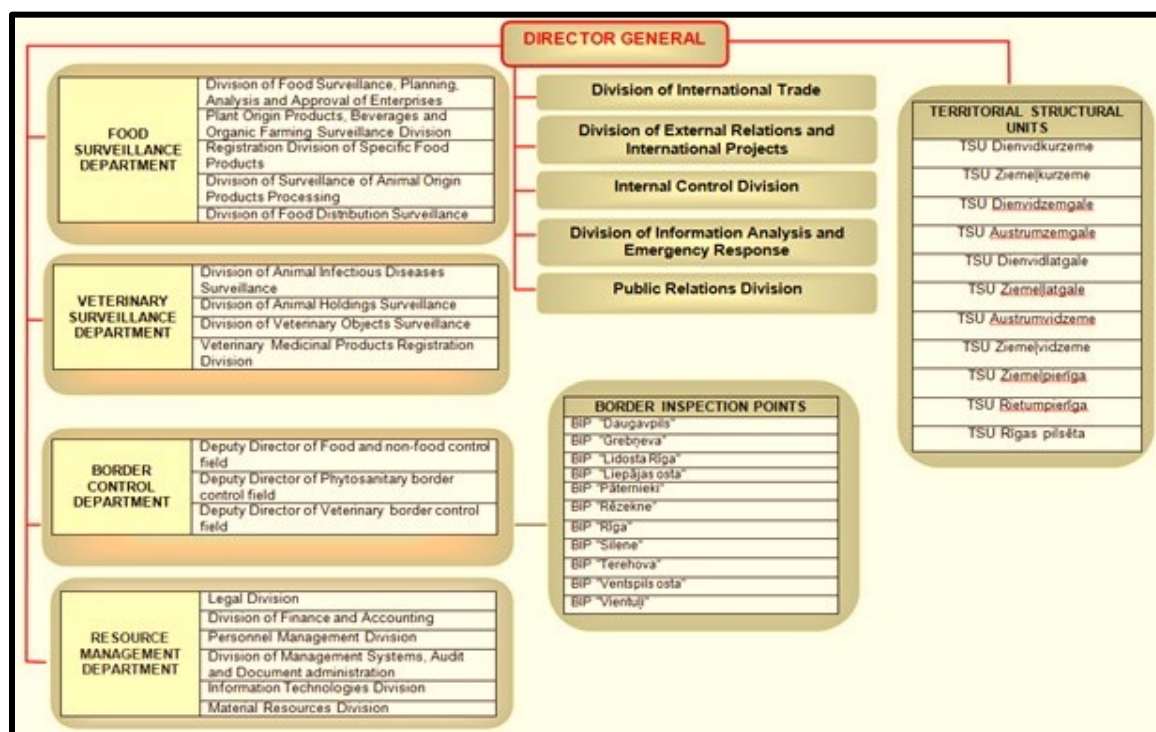 DIRECTOR GENERAL
FOOD
SURVEILLANCE
DEPARTMENT
Division of Food Surveillance, Planning,
Analysis and Approval of Enterprises
Plant Origin Products, Beverages and
Organic Farming Surveillance Division
Registration Division of Specific Food
Products
Division of Surveillance of Animal Origin
Products Processing
Division of Food Distribution Surveillance
VETERINARY
SURVEILLANCE
DEPARTMENT
Division of Animal Infectious Diseases
Surveillance
Division of Animal Holdings Surveillance
Division of Veterinary Objects Surveillance
Veterinary Medicinal Products Registration
Division
BORDER
CONTROL
DEPARTMENT
Deputy Director of Food and non-food control
field
Deputy Director of Phytosanitary border
control field
Deputy Director of Veterinary border control
field
RESOURCE
MANAGEMENT
DEPARTMENT
Legal Division
Division of Finance and Accounting
Personnel Management Division
Division of Management Systems, Audit
and Document administration
Information Technologies Division
Material Resources Division
Division of International Trade
Division of External Relations and
International Projects
Internal Control Division
Division of Information Analysis and
Emergency Response
Public Relations Division
BORDER INSPECTION POINTS
BIP "Daugavpils"
BIP "Grebņeva"
BIP "Lidosta Rīga"
BIP "Liepājas osta"
BIP "Pāternieki"
BIP "Rēzekne"
BIP "Rīga"
BIP "Silene"
BIP "Terehova"
BIP "Ventspils osta"
BIP "Vientuļi"
TERRITORIAL STRUCTURAL
UNITS
TSU Dienvidkurzeme
TSU Ziemeļkurzeme
TSU Dienvidzemgale
TSU Austrumzemgale
TSU Dienvidlatgale
TSU Ziemeļlatgale
TSU Austrumvidzeme
TSU Ziemeļvidzeme
TSU Ziemeļpierīga
TSU Rietumpierīga
TSU Rīgas pilsēta